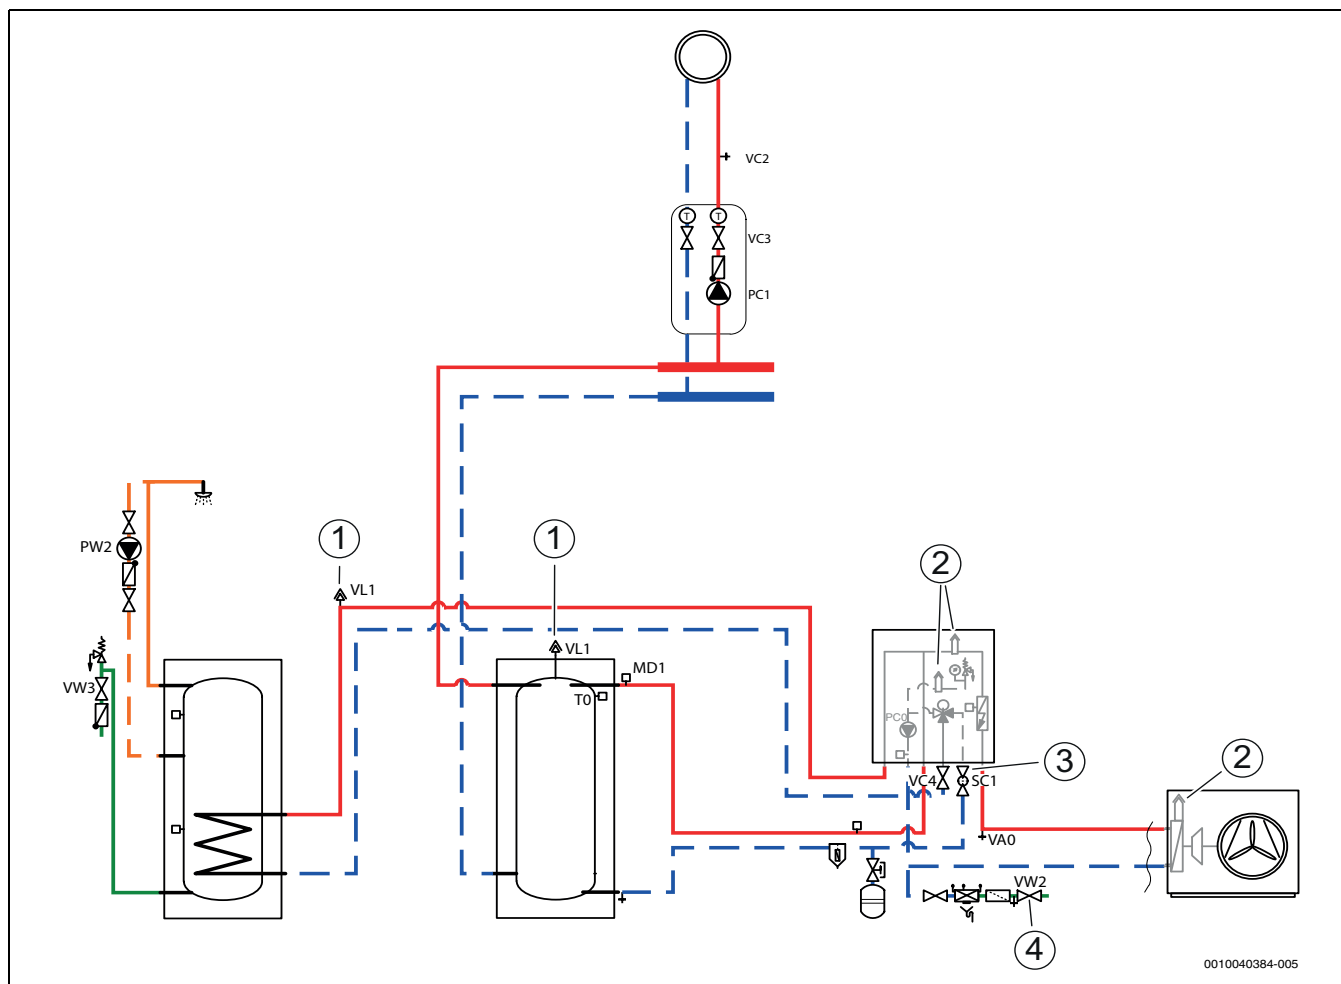 VC2
T
T
VC3
PC1
PW2
1
VL1
1
VL1
VW3
MD1
T0
2
PC0
VC4
SC1
3
2
VA0
VW2
4
0010040384-005